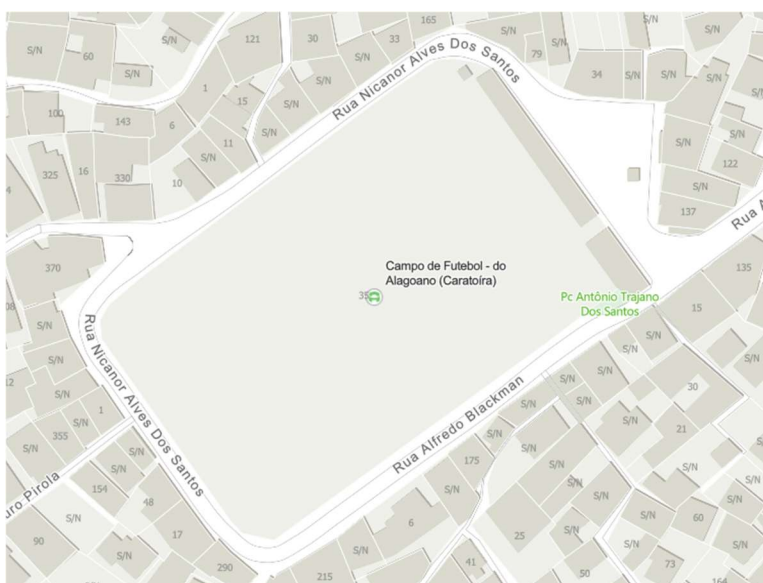 165
S/N
60
S/N
121
30
33
S/N
S/N
79
Rua Nicanor Alves Dos Santos
34
S/N
S/N
S/N
S/N
S/N
1
15
100
143
6
S/N
S/N
11
S/N
S/N
S/N
122
325
16
330
10
S/N
137
Rua A
370
Campo de Futebol - do
Alagoano (Caratoíra)
135
Pc Antônio Trajano
Dos Santos
15
S/N
S/N
S/N
S/N
Rua Nicanor Alves Dos Santos
Rua Alfredo Blackman
S/N
S/N
S/N
30
12
S/N
1
355
S/N
S/N
S/N
175
S/N
21
uro Pirola
154
S/N
48
S/N
S/N
S/N
S/N
6
S/N
60
17
25
90
S/N
S/N
S/N
S/N
290
215
41
50
73
164